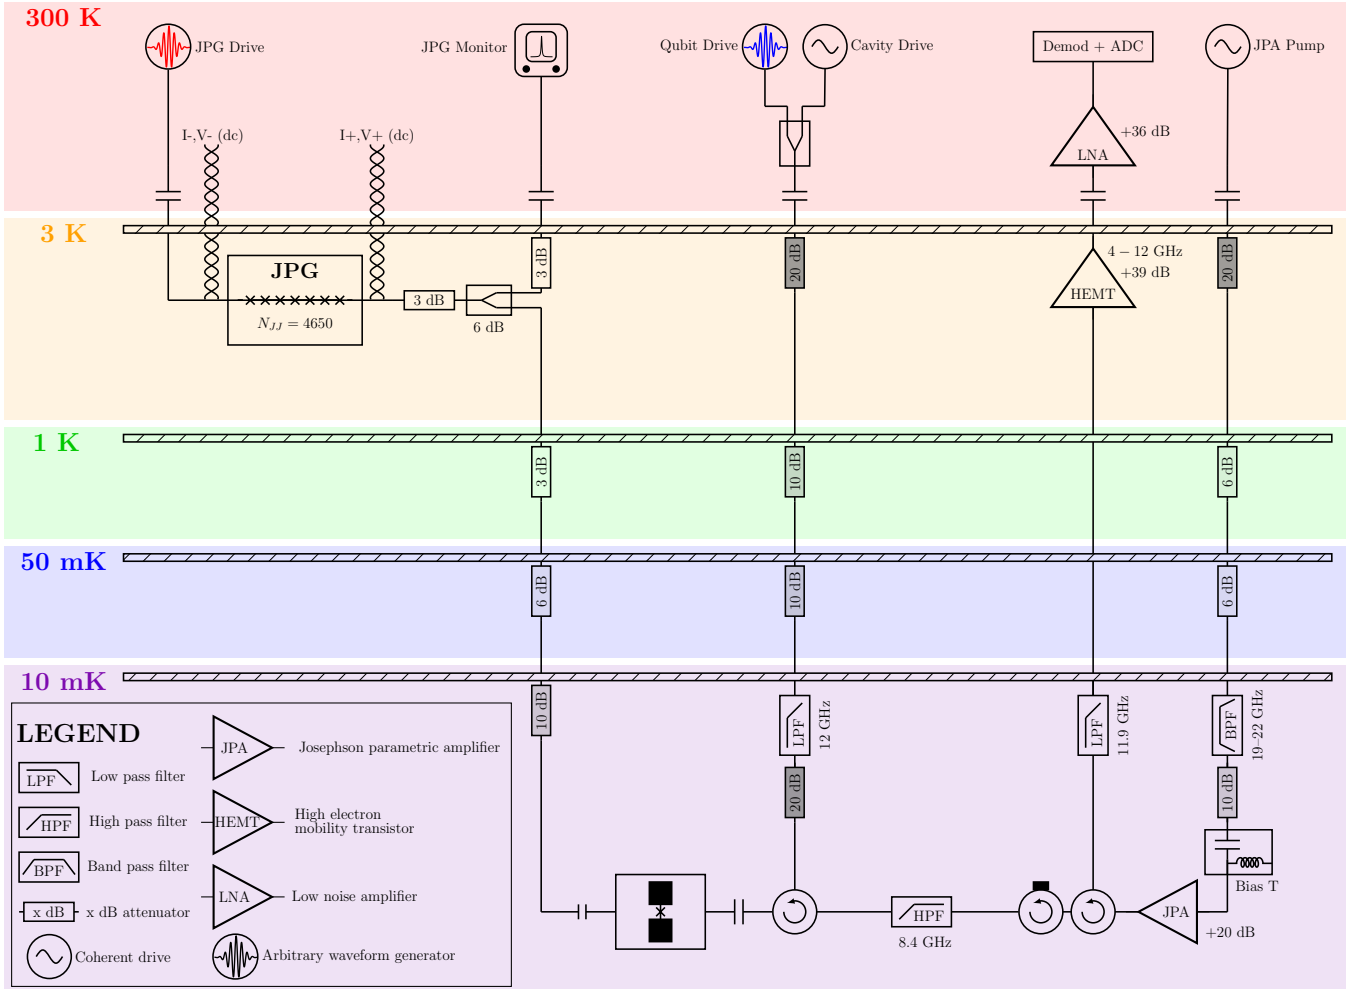 300 K
JPG Drive
JPG Monitor
Qubit Drive
Cavity Drive
Demod + ADC
JPA Pump
I-,V- (dc)
I+,V+ (dc)
+36 dB
LNA
3 K
JPG
N_{JJ} = 4650
3 dB
6 dB
3 dB
20 dB
4 − 12 GHz
+39 dB
HEMT
20 dB
1 K
3 dB
10 dB
6 dB
50 mK
6 dB
10 dB
6 dB
10 mK
10 dB
LPF
12 GHz
20 dB
LPF
11.9 GHz
BPF
19–22 GHz
10 dB
Bias T
HPF
8.4 GHz
JPA
+20 dB
LEGEND
LPF
Low pass filter
HPF
High pass filter
BPF
Band pass filter
x dB
x dB attenuator
Coherent drive
JPA
Josephson parametric amplifier
HEMT
High electron
mobility transistor
LNA
Low noise amplifier
Arbitrary waveform generator